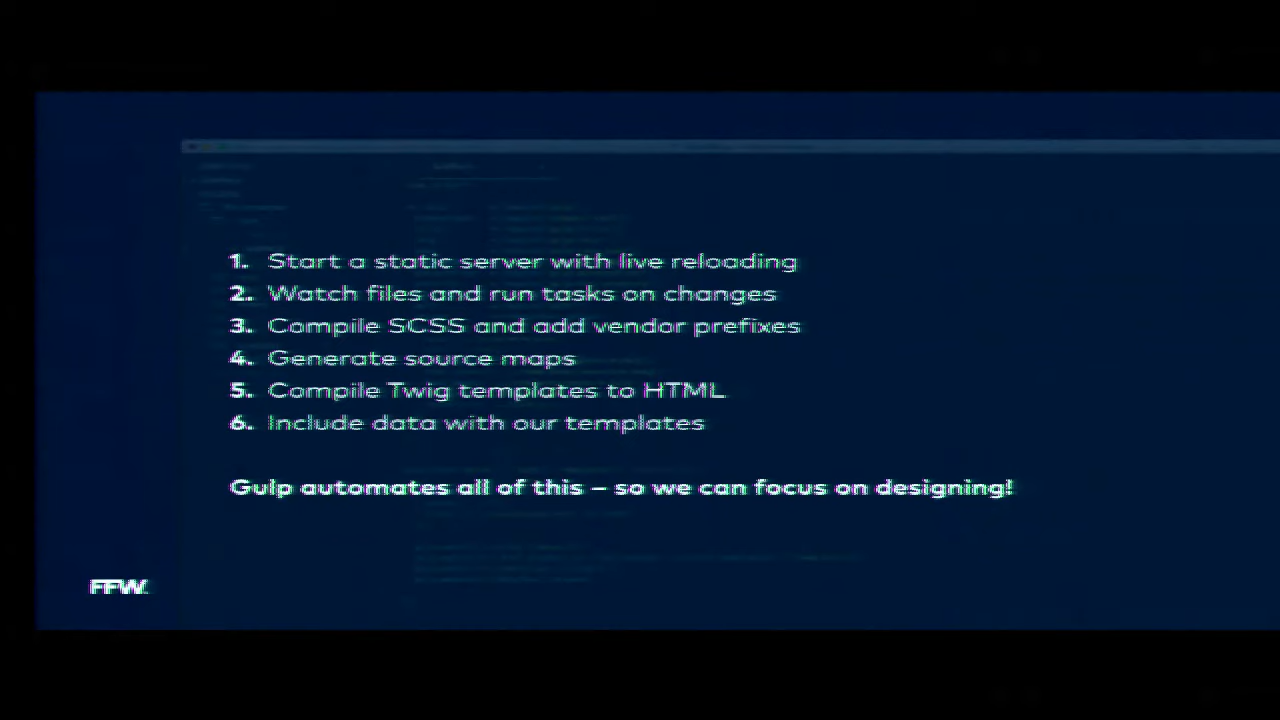 1. Start a static server with live reloading
2. Watch files and run tasks on changes
3. Compile SCSS and add vendor prefixes
4. Generate source maps
5. Compile Twig templates to HTML
6. Include data with our templates
Gulp automates all of this – so we can focus on designing!
FFW